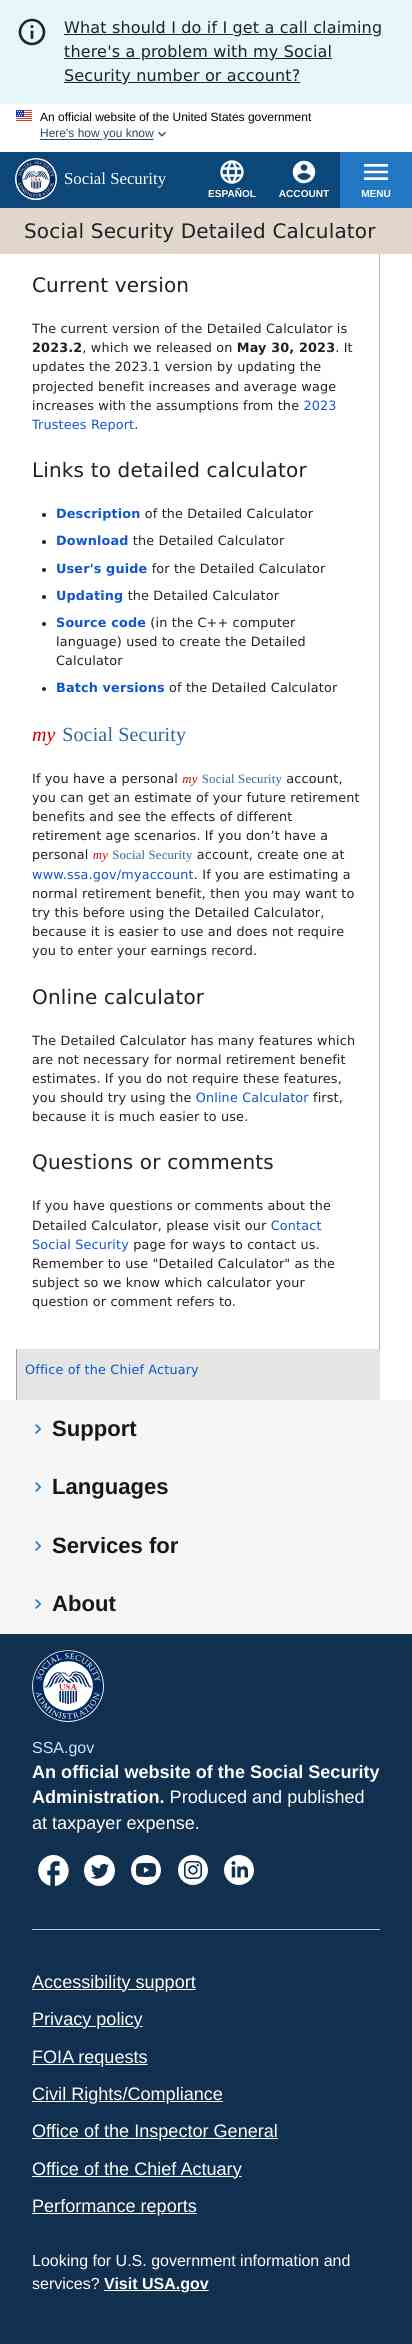 What should I do if I get a call claiming
there's a problem with my Social
Security number or account?
An official website of the United States government
Here's how you know
Social Security
ESPAÑOL
ACCOUNT
MENU
Social Security Detailed Calculator
Current version
The current version of the Detailed Calculator is
2023.2, which we released on May 30, 2023. It
updates the 2023.1 version by updating the
projected benefit increases and average wage
increases with the assumptions from the 2023
Trustees Report.
Links to detailed calculator
• Description of the Detailed Calculator
• Download the Detailed Calculator
• User's guide for the Detailed Calculator
• Updating the Detailed Calculator
• Source code (in the C++ computer
language) used to create the Detailed
Calculator
• Batch versions of the Detailed Calculator
my Social Security
If you have a personal my Social Security account,
you can get an estimate of your future retirement
benefits and see the effects of different
retirement age scenarios. If you don’t have a
personal my Social Security account, create one at
www.ssa.gov/myaccount. If you are estimating a
normal retirement benefit, then you may want to
try this before using the Detailed Calculator,
because it is easier to use and does not require
you to enter your earnings record.
Online calculator
The Detailed Calculator has many features which
are not necessary for normal retirement benefit
estimates. If you do not require these features,
you should try using the Online Calculator first,
because it is much easier to use.
Questions or comments
If you have questions or comments about the
Detailed Calculator, please visit our Contact
Social Security page for ways to contact us.
Remember to use "Detailed Calculator" as the
subject so we know which calculator your
question or comment refers to.
Office of the Chief Actuary
Support
Languages
Services for
About
SOCIAL SECURITY
USA
ADMINISTRATION
SSA.gov
An official website of the Social Security
Administration. Produced and published
at taxpayer expense.
Accessibility support
Privacy policy
FOIA requests
Civil Rights/Compliance
Office of the Inspector General
Office of the Chief Actuary
Performance reports
Looking for U.S. government information and
services? Visit USA.gov